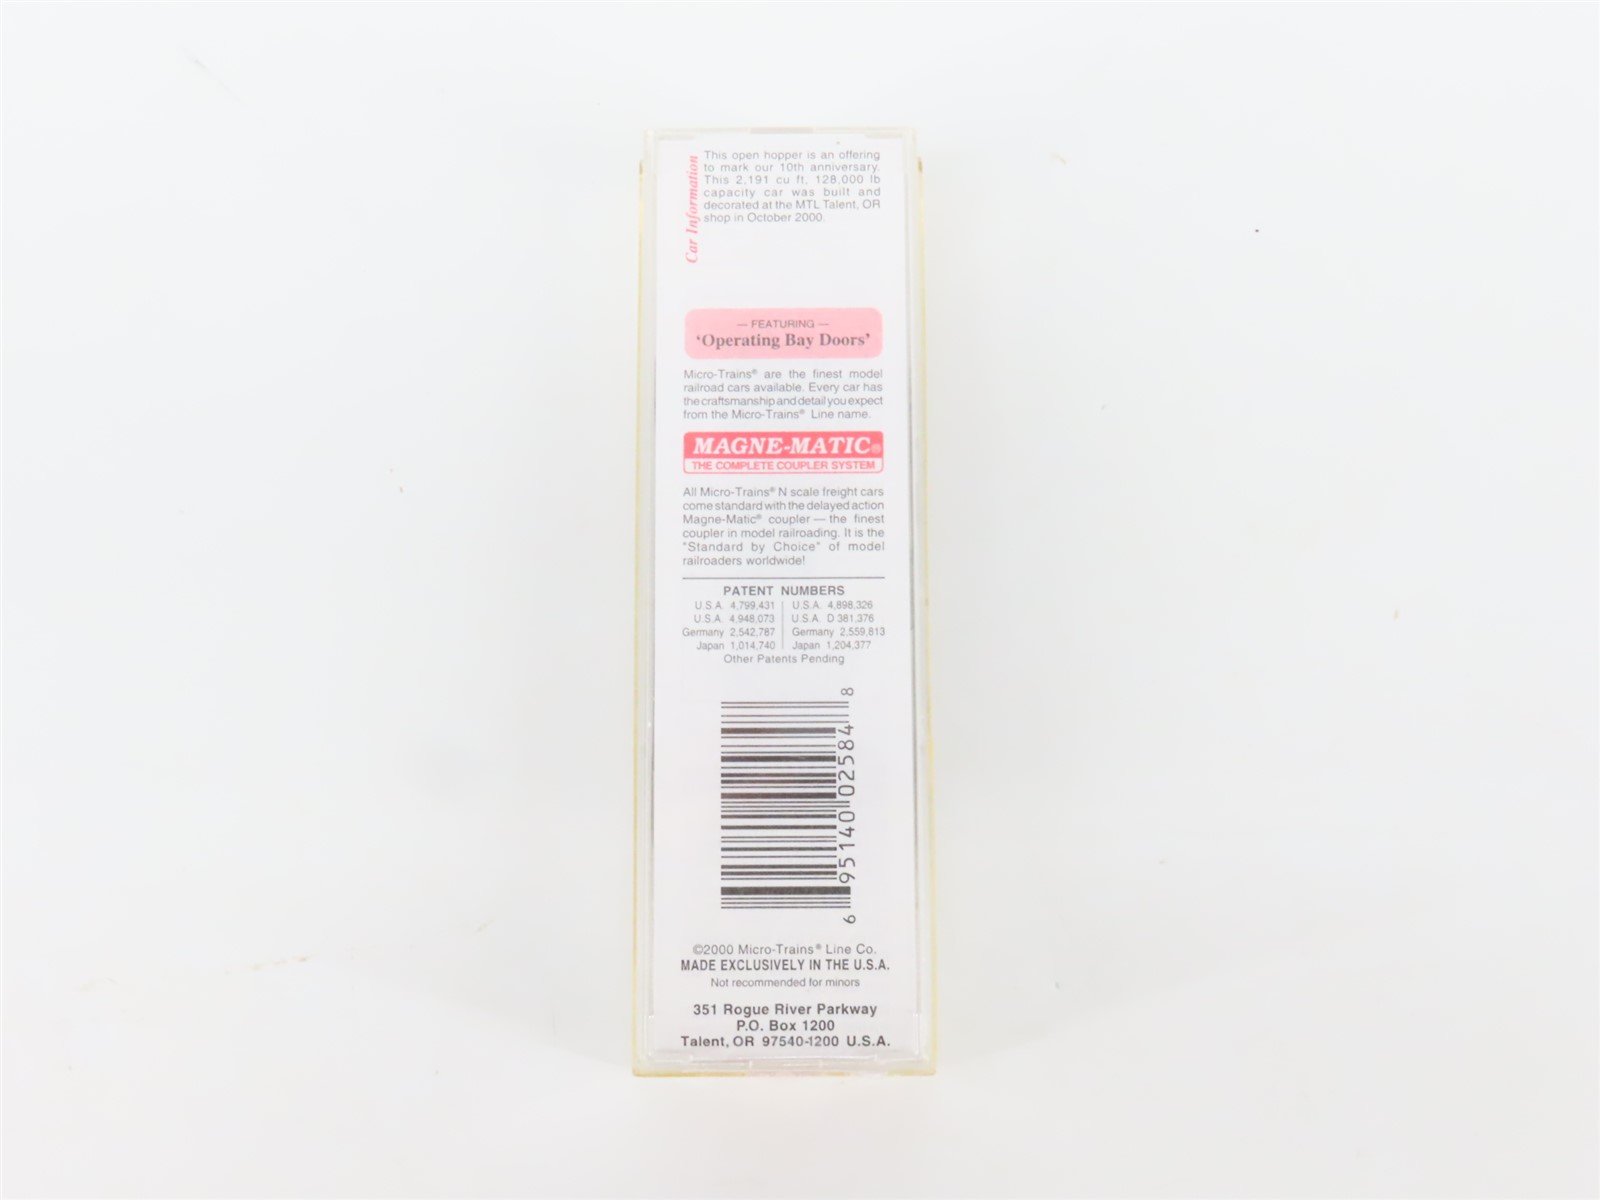 Car Information
This open hopper is an offering
to mark our 10th anniversary.
This 2,191 cu ft, 128,000 lb
capacity car was built and
decorated at the MTL Talent, OR
shop in October 2000.
— FEATURING —
‘Operating Bay Doors’
Micro-Trains® are the finest model
railroad cars available. Every car has
the craftsmanship and detail you expect
from the Micro-Trains® Line name.
MAGNE-MATIC®
THE COMPLETE COUPLER SYSTEM
All Micro-Trains® N scale freight cars
come standard with the delayed action
Magne-Matic® coupler — the finest
coupler in model railroading. It is the
"Standard by Choice" of model
railroaders worldwide!
PATENT NUMBERS
U.S.A. 4,799,431 | U.S.A. 4,898,326
U.S.A. 4,948,073 | U.S.A. D 381,376
Germany 2,542,787 | Germany 2,559,813
Japan 1,014,740 | Japan 1,204,377
Other Patents Pending
6 95140 02584 8
©2000 Micro-Trains® Line Co.
MADE EXCLUSIVELY IN THE U.S.A.
Not recommended for minors
351 Rogue River Parkway
P.O. Box 1200
Talent, OR 97540-1200 U.S.A.